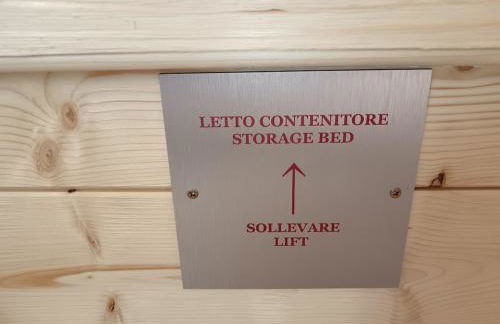 LETTO CONTENITORE
STORAGE BED
SOLLEVARE
LIFT